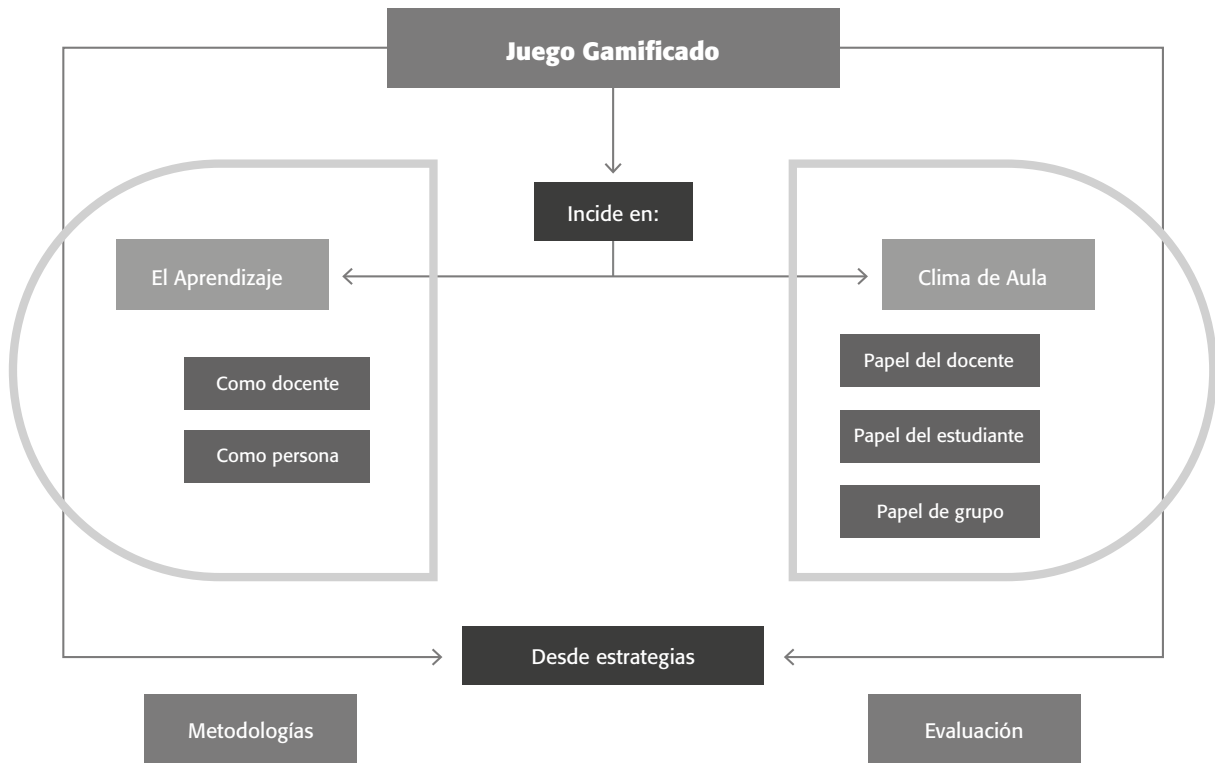 Juego Gamificado
Incide en:
El Aprendizaje
Clima de Aula
Como docente
Como persona
Papel del docente
Papel del estudiante
Papel de grupo
Desde estrategias
Metodologías
Evaluación